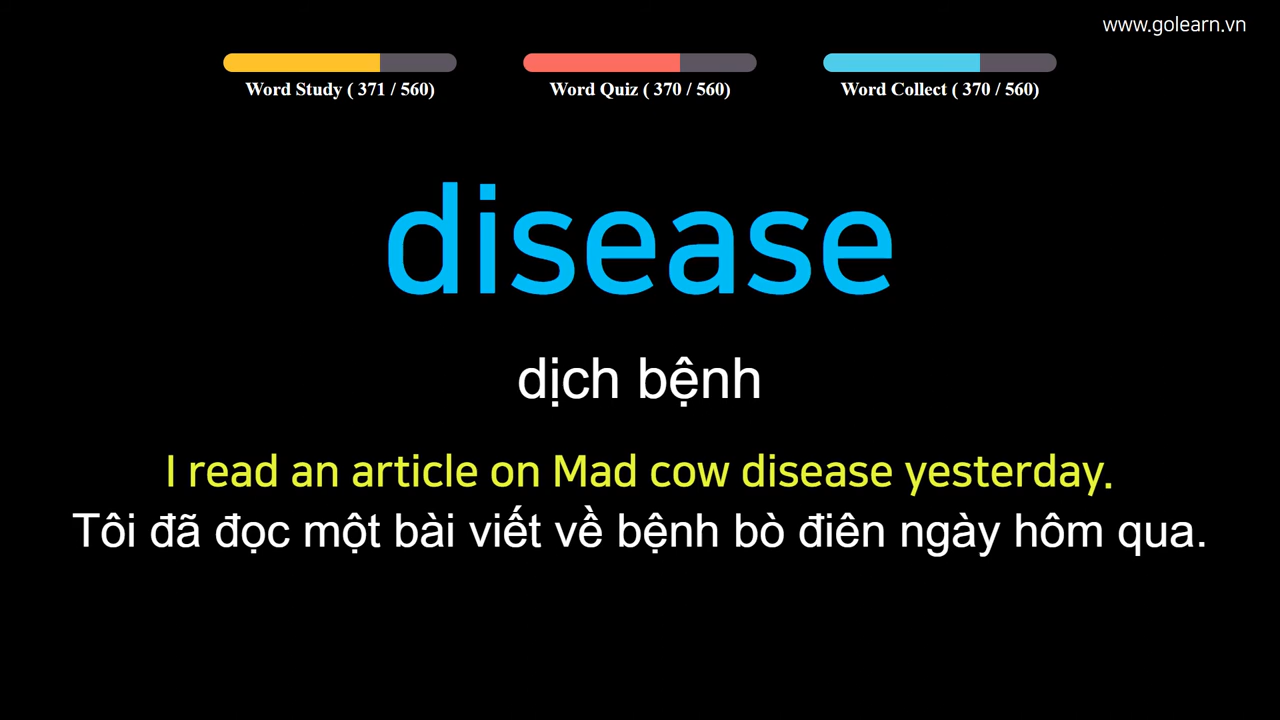 www.golearn.vn
Word Study ( 371 / 560)
Word Quiz ( 370 / 560)
Word Collect ( 370 / 560)
disease
dịch bệnh
I read an article on Mad cow disease yesterday.
Tôi đã đọc một bài viết về bệnh bò điên ngày hôm qua.